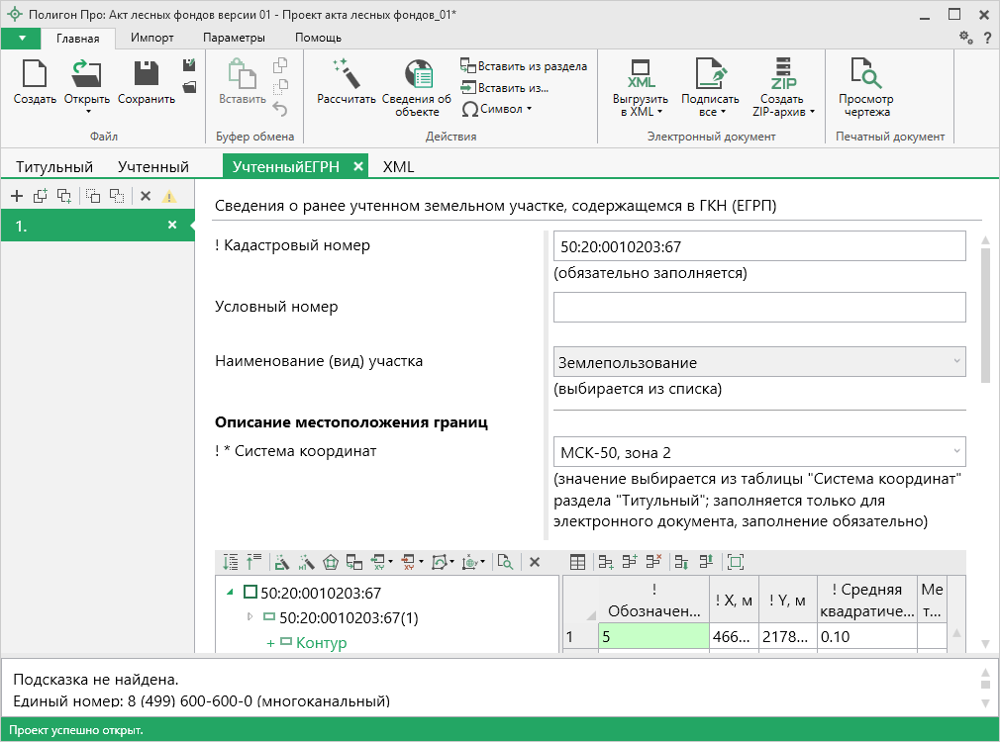 Полигон Про: Акт лесных фондов версии 01 - Проект акта лесных фондов_01*
Главная Импорт Параметры Помощь
Создать Открыть Сохранить
Файл
Вставить
Буфер обмена
Рассчитать Сведения об объекте
Вставить из раздела
Вставить из...
Символ
Действия
XML
Выгрузить в XML
Подписать все
ZIP
Создать ZIP-архив
Электронный документ
Просмотр чертежа
Печатный документ
Титульный Учтенный УчтенныйЕГРН XML
1.
Сведения о ранее учтенном земельном участке, содержащемся в ГКН (ЕГРП)
! Кадастровый номер
50:20:0010203:67
(обязательно заполняется)
Условный номер
Наименование (вид) участка
Землепользование
(выбирается из списка)
Описание местоположения границ
! * Система координат
МСК-50, зона 2
(значение выбирается из таблицы "Система координат"
раздела "Титульный"; заполняется только для
электронного документа, заполнение обязательно)
50:20:0010203:67
50:20:0010203:67(1)
+ Контур
! Обозначен... ! X, м ! Y, м ! Средняя квадратиче... Ме т...
1 5 466... 2178... 0.10
Подсказка не найдена.
Единый номер: 8 (499) 600-600-0 (многоканальный)
Проект успешно открыт.